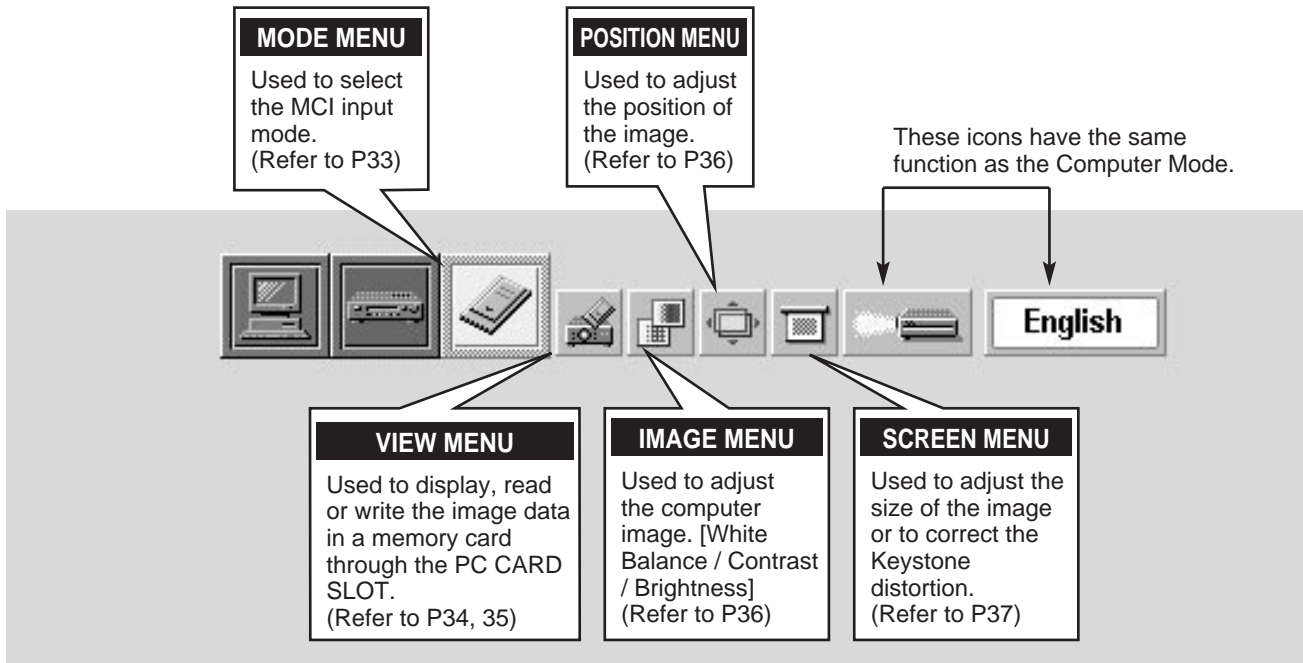 MODE MENU
Used to select
the MCI input
mode.
(Refer to P33)
POSITION MENU
Used to adjust
the position of
the image.
(Refer to P36)
These icons have the same
function as the Computer Mode.
English
VIEW MENU
Used to display, read
or write the image data
in a memory card
through the PC CARD
SLOT.
(Refer to P34, 35)
IMAGE MENU
Used to adjust
the computer
image. [White
Balance / Contrast
/ Brightness]
(Refer to P36)
SCREEN MENU
Used to adjust the
size of the image
or to correct the
Keystone
distortion.
(Refer to P37)